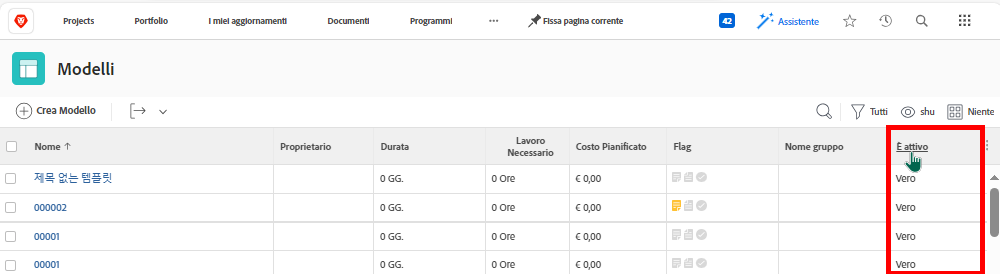 Projects Portfolio I miei aggiornamenti Documenti Programmi ··· Fissa pagina corrente 42 Assistente
Modelli
Crea Modello Tutti shu Niente
Nome ↑ Proprietario Durata Lavoro Necessario Costo Pianificato Flag Nome gruppo È attivo
제목 없는 템플릿 0 GG. 0 Ore € 0,00 Vero
000002 0 GG. 0 Ore € 0,00 Vero
00001 0 GG. 0 Ore € 0,00 Vero
00001 0 GG. 0 Ore € 0,00 Vero